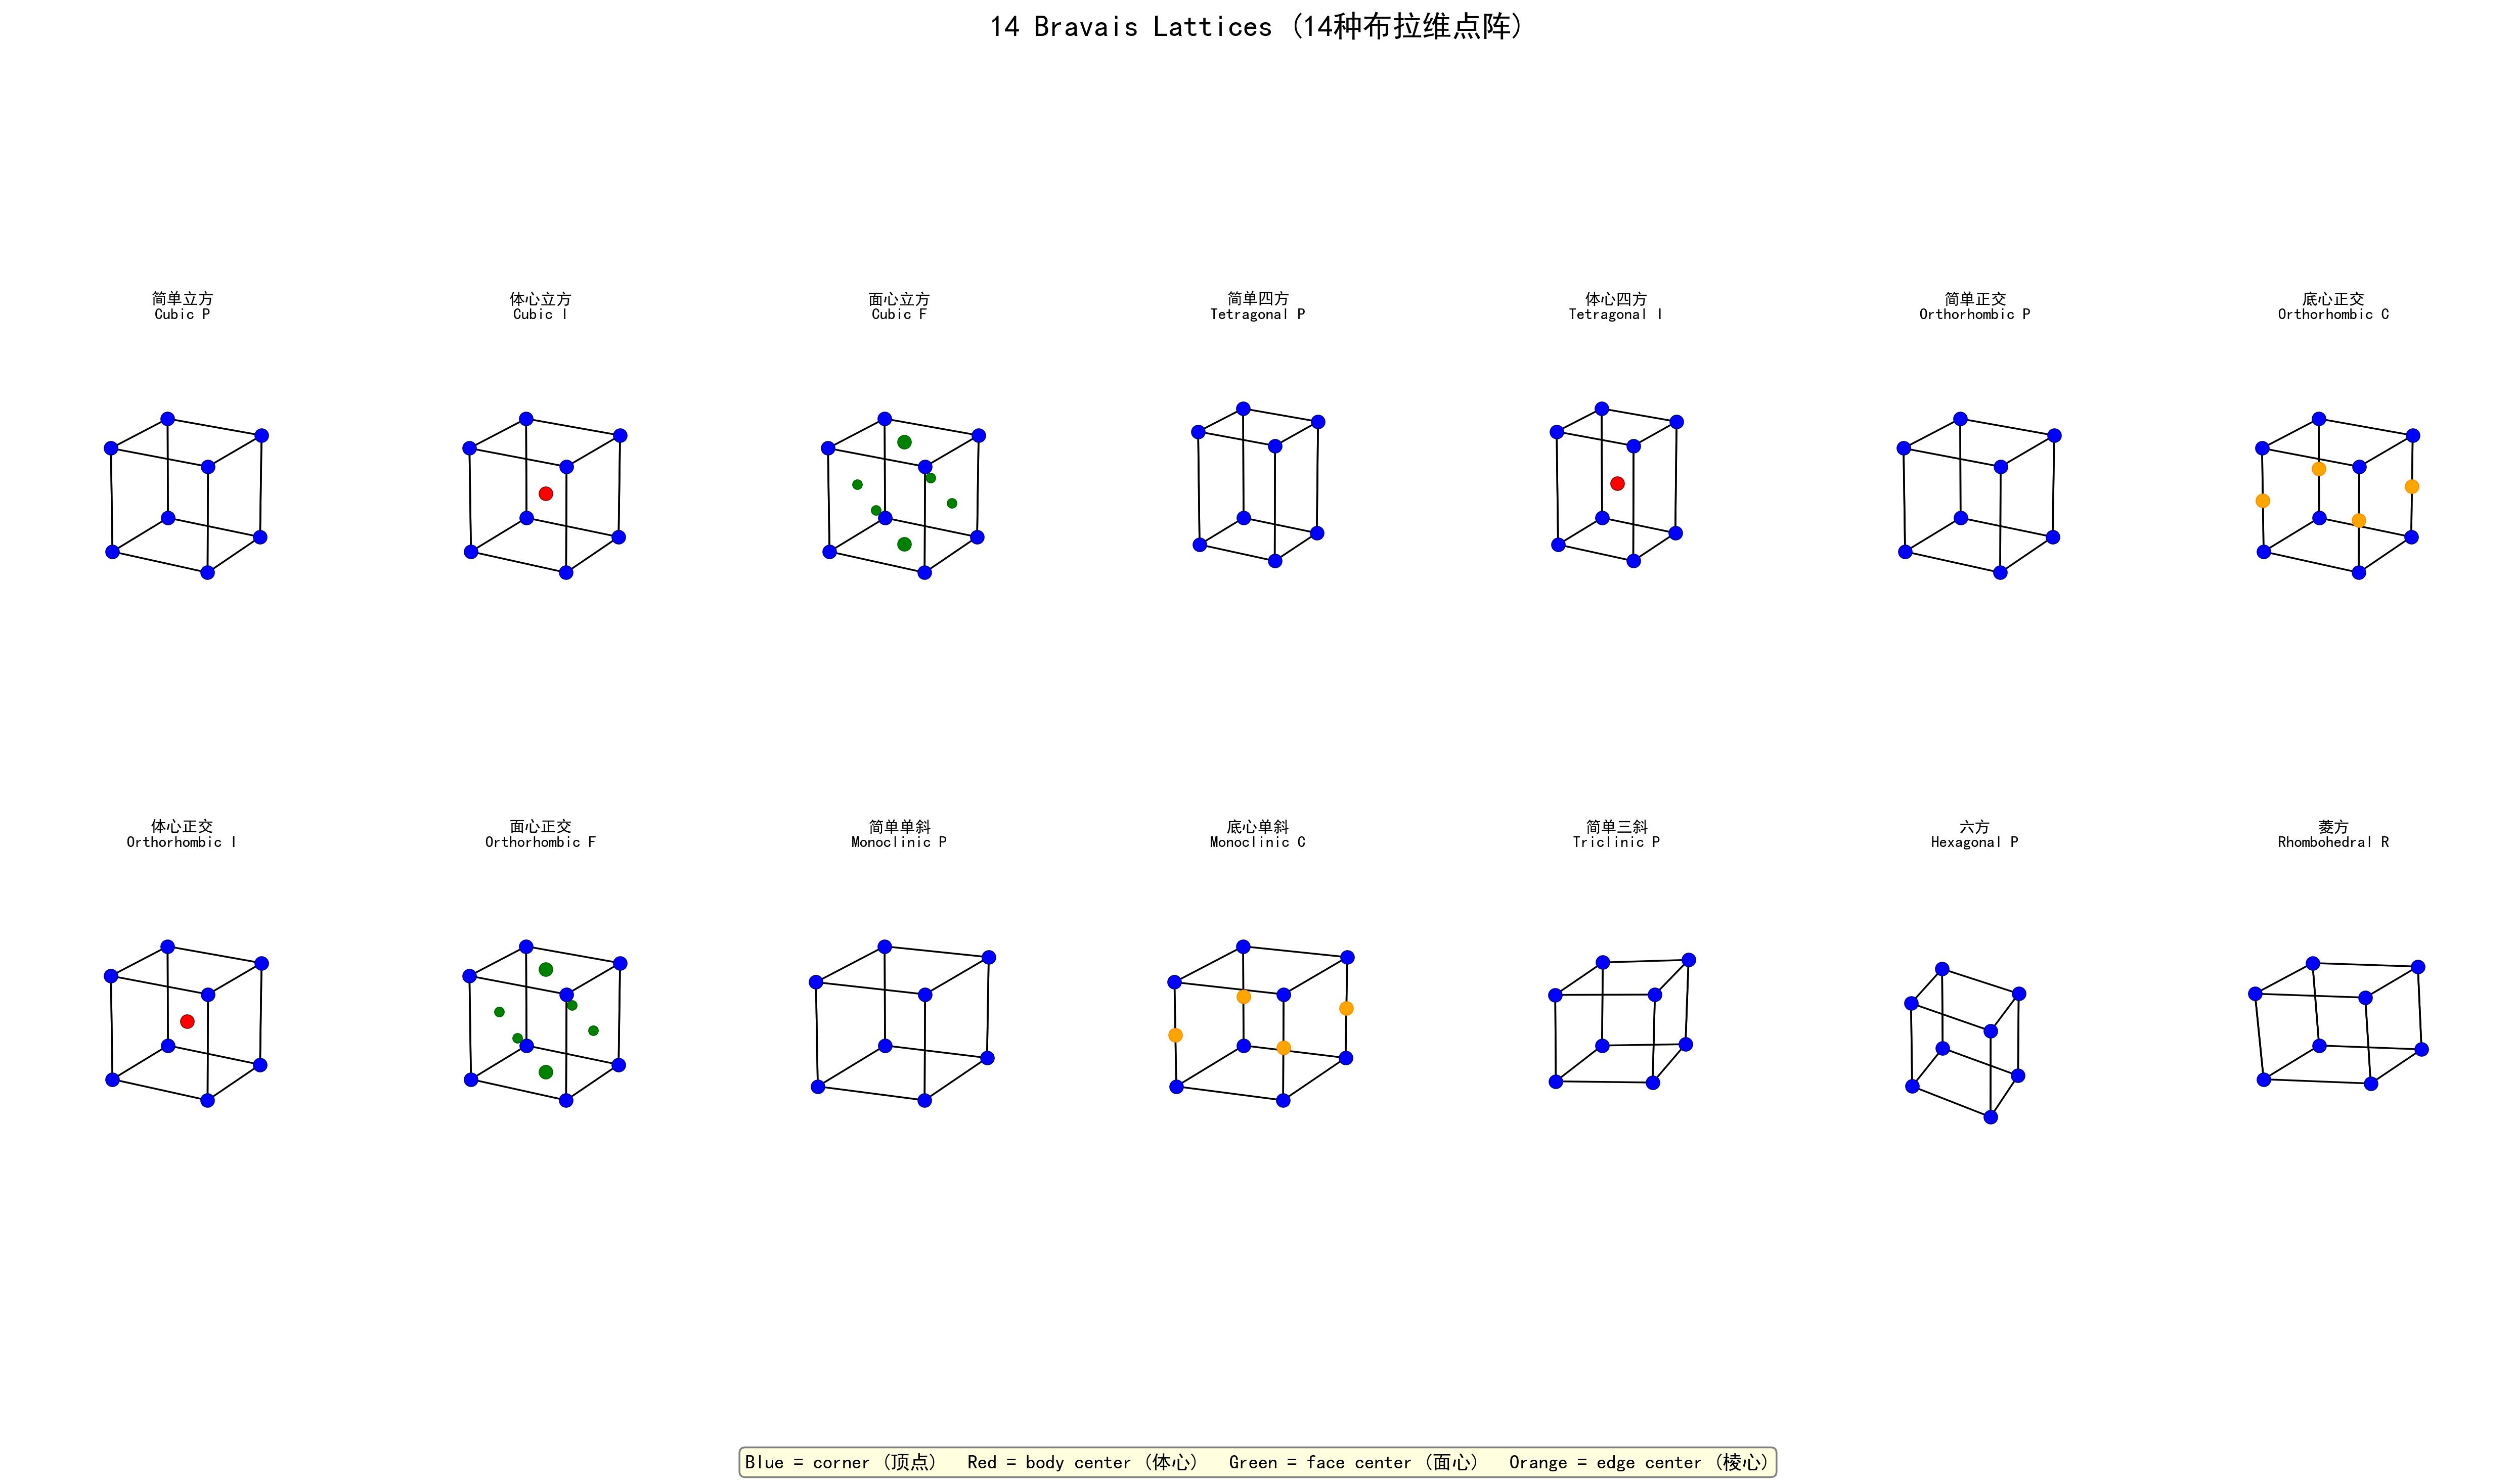 14 Bravais Lattices (14种布拉维点阵)
简单立方
Cubic P
体心立方
Cubic I
面心立方
Cubic F
简单四方
Tetragonal P
体心四方
Tetragonal I
简单正交
Orthorhombic P
底心正交
Orthorhombic C
体心正交
Orthorhombic I
面心正交
Orthorhombic F
简单单斜
Monoclinic P
底心单斜
Monoclinic C
简单三斜
Triclinic P
六方
Hexagonal P
菱方
Rhombohedral R
Blue = corner (顶点)  Red = body center (体心)  Green = face center (面心)  Orange = edge center (棱心)